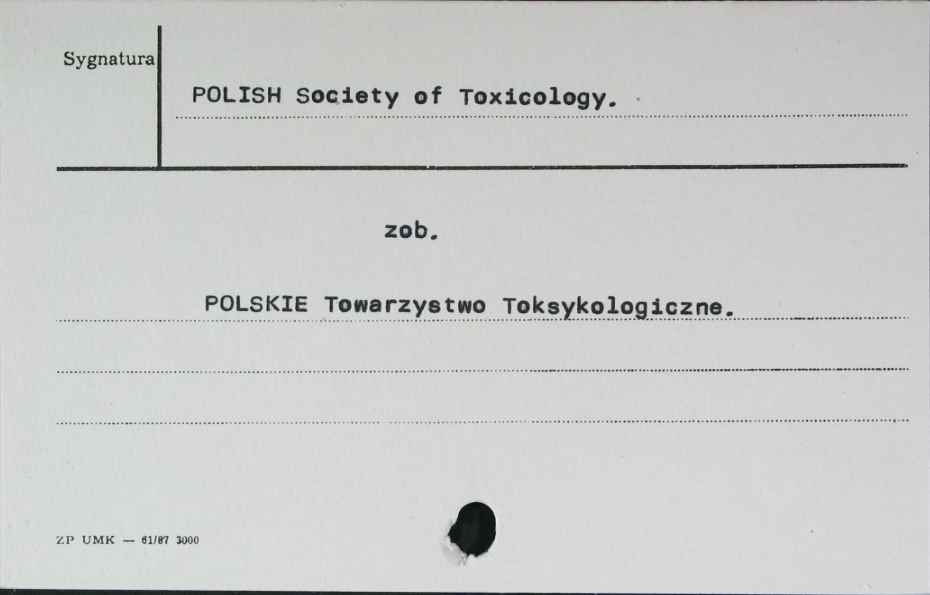 Sygnatura
POLISH Society of Toxicology.
zob.
POLSKIE Towarzystwo Toksykologiczne.
ZP UMK — 61/87 3000